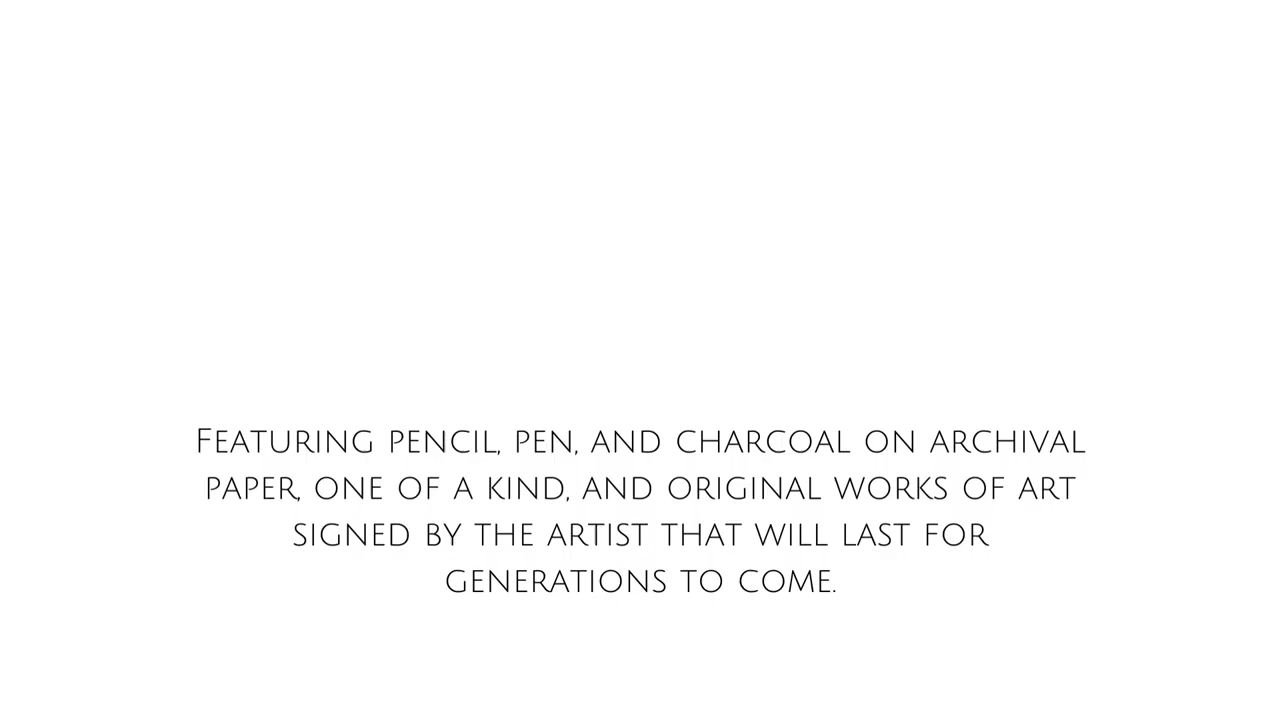 Featuring pencil, pen, and charcoal on archival
paper, one of a kind, and original works of art
signed by the artist that will last for
generations to come.